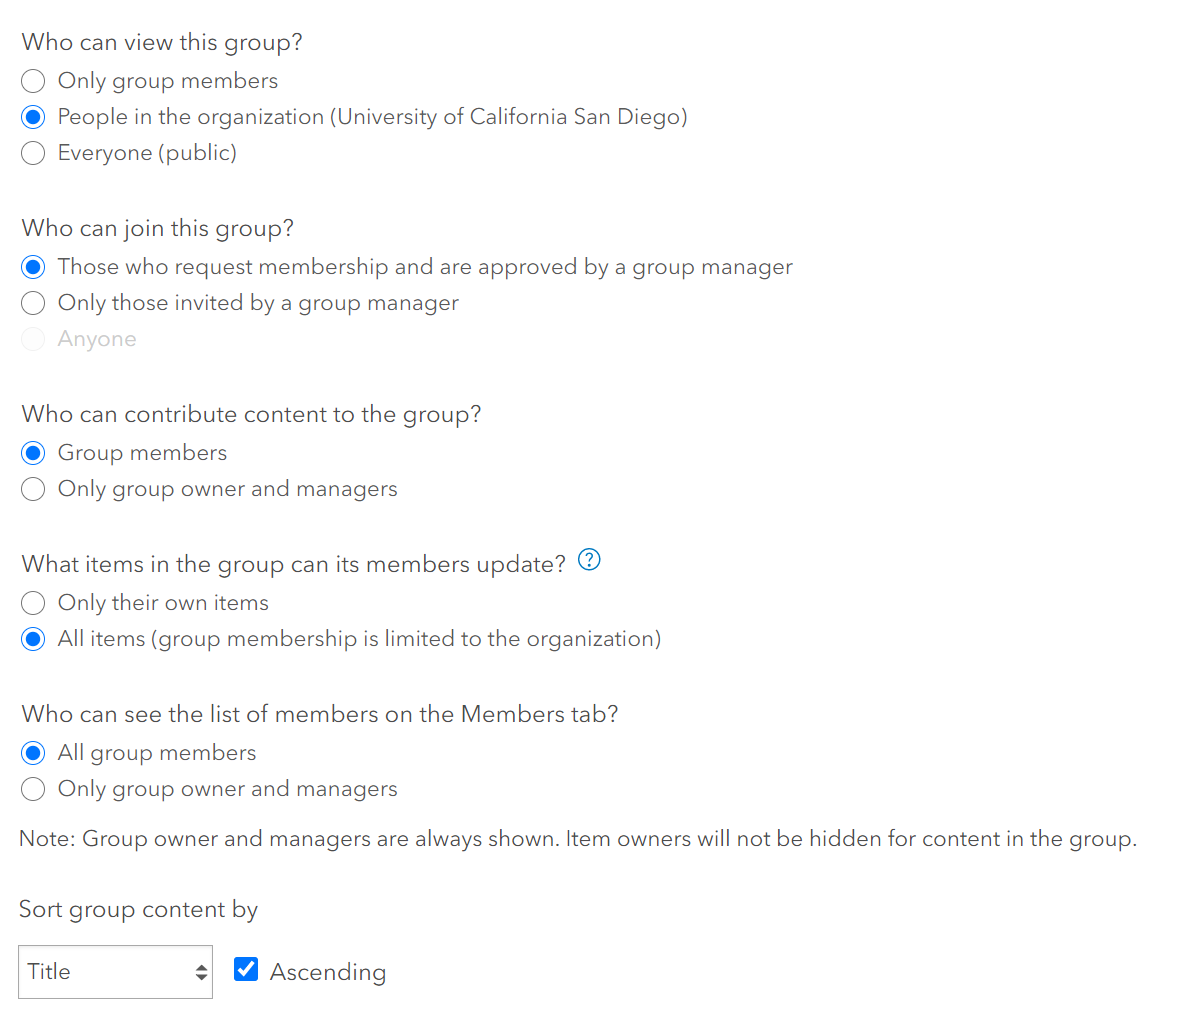 Who can view this group?
Only group members
People in the organization (University of California San Diego)
Everyone (public)
Who can join this group?
Those who request membership and are approved by a group manager
Only those invited by a group manager
Anyone
Who can contribute content to the group?
Group members
Only group owner and managers
What items in the group can its members update? ?
Only their own items
All items (group membership is limited to the organization)
Who can see the list of members on the Members tab?
All group members
Only group owner and managers
Note: Group owner and managers are always shown. Item owners will not be hidden for content in the group.
Sort group content by
Title Ascending